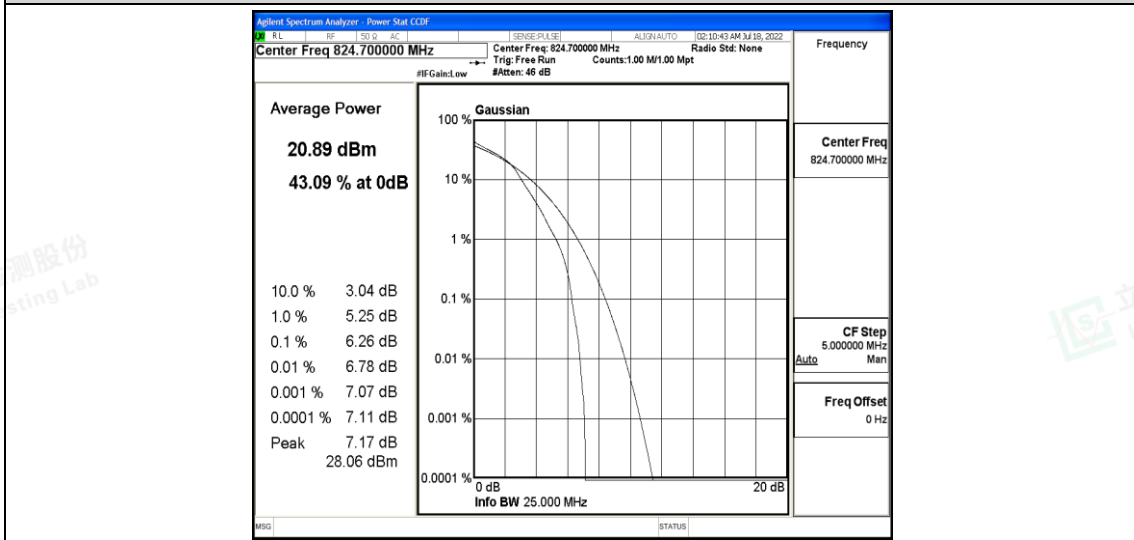 Agilent Spectrum Analyzer - Power Stat CCDF
RL RF 50 Ω AC SENSE:PULSE ALIGN AUTO 02:10:43 AM Jul 18, 2022
Center Freq 824.700000 MHz
Center Freq: 824.700000 MHz Radio Std: None
Trig: Free Run Counts:1.00 M/1.00 Mpt
#IFGain:Low #Atten: 46 dB
Frequency
Average Power
20.89 dBm
43.09 % at 0dB
10.0 % 3.04 dB
1.0 % 5.25 dB
0.1 % 6.26 dB
0.01 % 6.78 dB
0.001 % 7.07 dB
0.0001 % 7.11 dB
Peak 7.17 dB
28.06 dBm
Gaussian
100 %
10 %
1 %
0.1 %
0.01 %
0.001 %
0.0001 %
0 dB 20 dB
Info BW 25.000 MHz
Center Freq
824.700000 MHz
CF Step
5.000000 MHz
Auto Man
Freq Offset
0 Hz
MSG STATUS
测股份
sting Lab
立